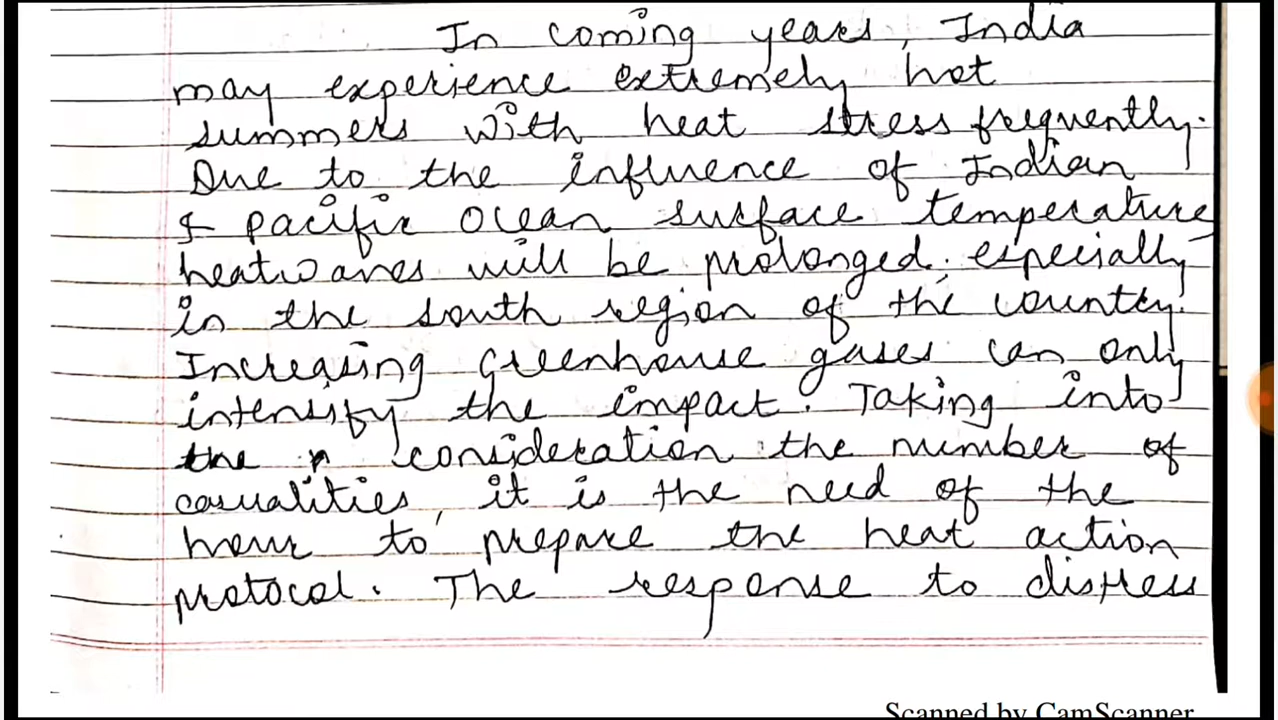 In coming years, India
may experience extremely hot
summers with heat stress frequently.
Due to the influence of Indian
& pacific Ocean surface temperature
heatwaves will be prolonged, especially
in the south region of the country.
Increasing Greenhouse gases can only
intensify the impact. Taking into
the consideration the number of
casualities, it is the need of the
hour to prepare the heat action
protocol. The response to distress
Scanned by CamScanner